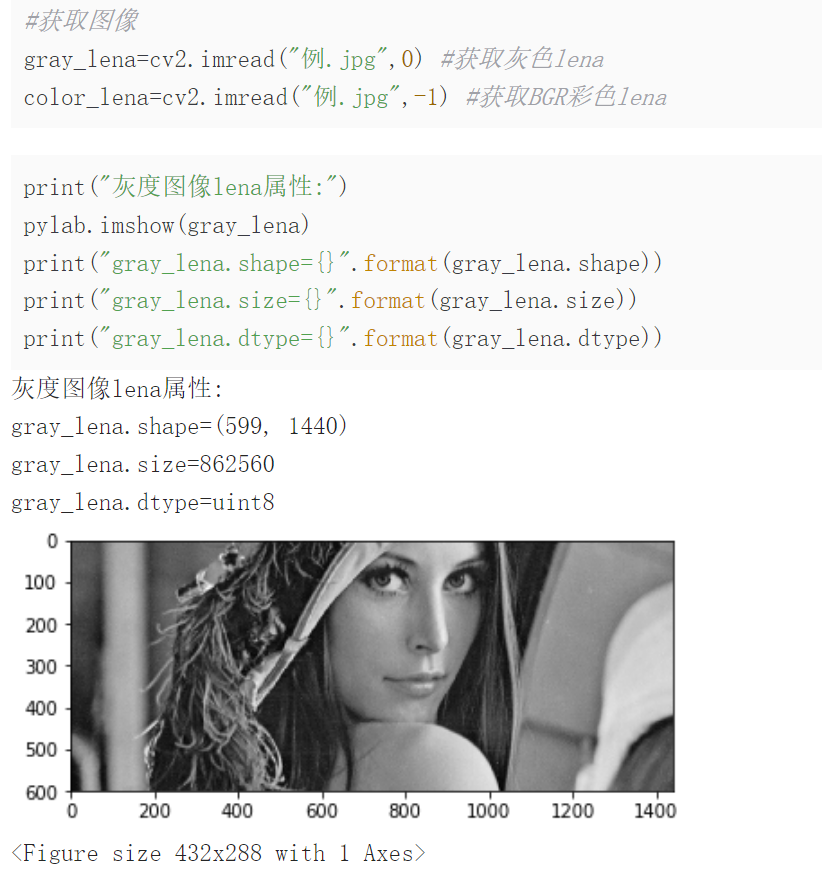 #获取图像
gray_lena=cv2.imread("例.jpg",0) #获取灰色lena
color_lena=cv2.imread("例.jpg",-1) #获取BGR彩色lena
print("灰度图像lena属性:")
pylab.imshow(gray_lena)
print("gray_lena.shape={}".format(gray_lena.shape))
print("gray_lena.size={}".format(gray_lena.size))
print("gray_lena.dtype={}".format(gray_lena.dtype))
灰度图像lena属性:
gray_lena.shape=(599, 1440)
gray_lena.size=862560
gray_lena.dtype=uint8
0
100
200
300
400
500
600
0 200 400 600 800 1000 1200 1400
<Figure size 432x288 with 1 Axes>